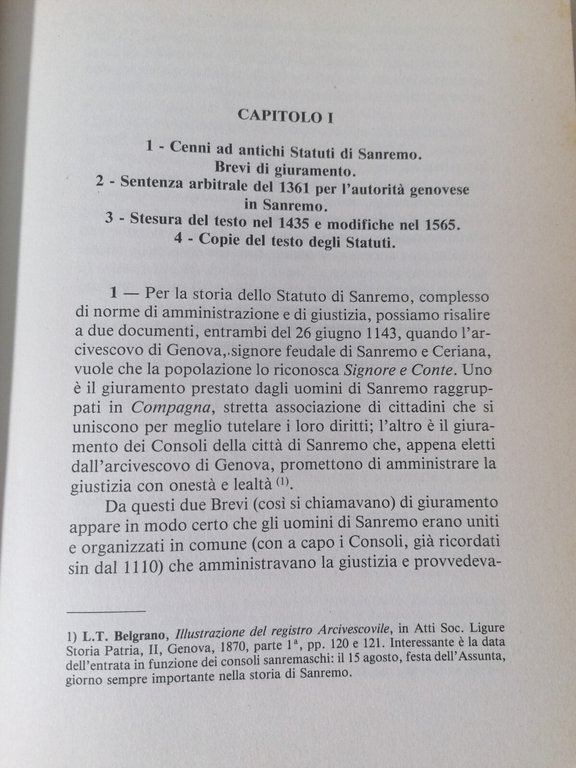 CAPITOLO I
1 - Cenni ad antichi Statuti di Sanremo.
Brevi di giuramento.
2 - Sentenza arbitrale del 1361 per l'autorità genovese
in Sanremo.
3 - Stesura del testo nel 1435 e modifiche nel 1565.
4 - Copie del testo degli Statuti.
1 — Per la storia dello Statuto di Sanremo, complesso
di norme di amministrazione e di giustizia, possiamo risalire
a due documenti, entrambi del 26 giugno 1143, quando l'ar-
civescovo di Genova, signore feudale di Sanremo e Ceriana,
vuole che la popolazione lo riconosca Signore e Conte. Uno
è il giuramento prestato dagli uomini di Sanremo raggrup-
pati in Compagna, stretta associazione di cittadini che si
uniscono per meglio tutelare i loro diritti; l'altro è il giura-
mento dei Consoli della città di Sanremo che, appena eletti
dall'arcivescovo di Genova, promettono di amministrare la
giustizia con onestà e lealtà (1).
Da questi due Brevi (così si chiamavano) di giuramento
appare in modo certo che gli uomini di Sanremo erano uniti
e organizzati in comune (con a capo i Consoli, già ricordati
sin dal 1110) che amministravano la giustizia e provvedeva-
1) L.T. Belgrano, Illustrazione del registro Arcivescovile, in Atti Soc. Ligure
Storia Patria, II, Genova, 1870, parte 1ª, pp. 120 e 121. Interessante è la data
dell'entrata in funzione dei consoli sanremaschi: il 15 agosto, festa dell'Assunta,
giorno sempre importante nella storia di Sanremo.